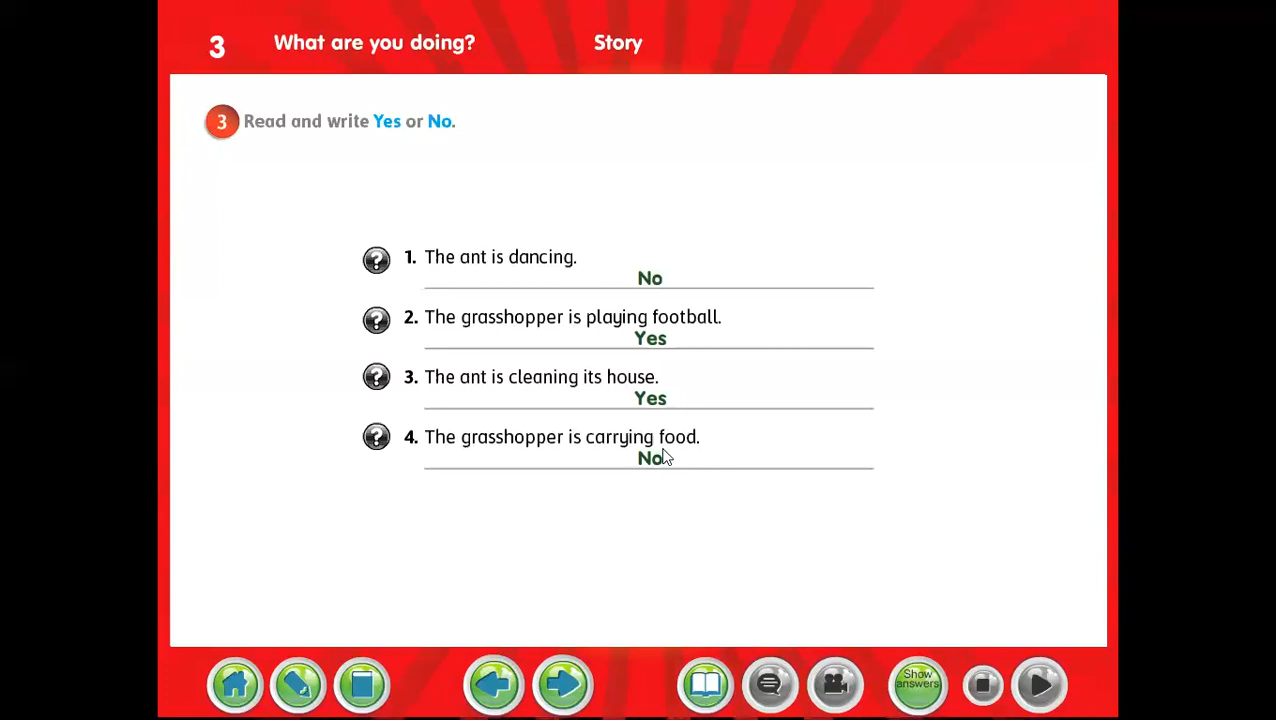 3 What are you doing? Story
3 Read and write Yes or No.
1. The ant is dancing.
No
2. The grasshopper is playing football.
Yes
3. The ant is cleaning its house.
Yes
4. The grasshopper is carrying food.
No
Show
answers